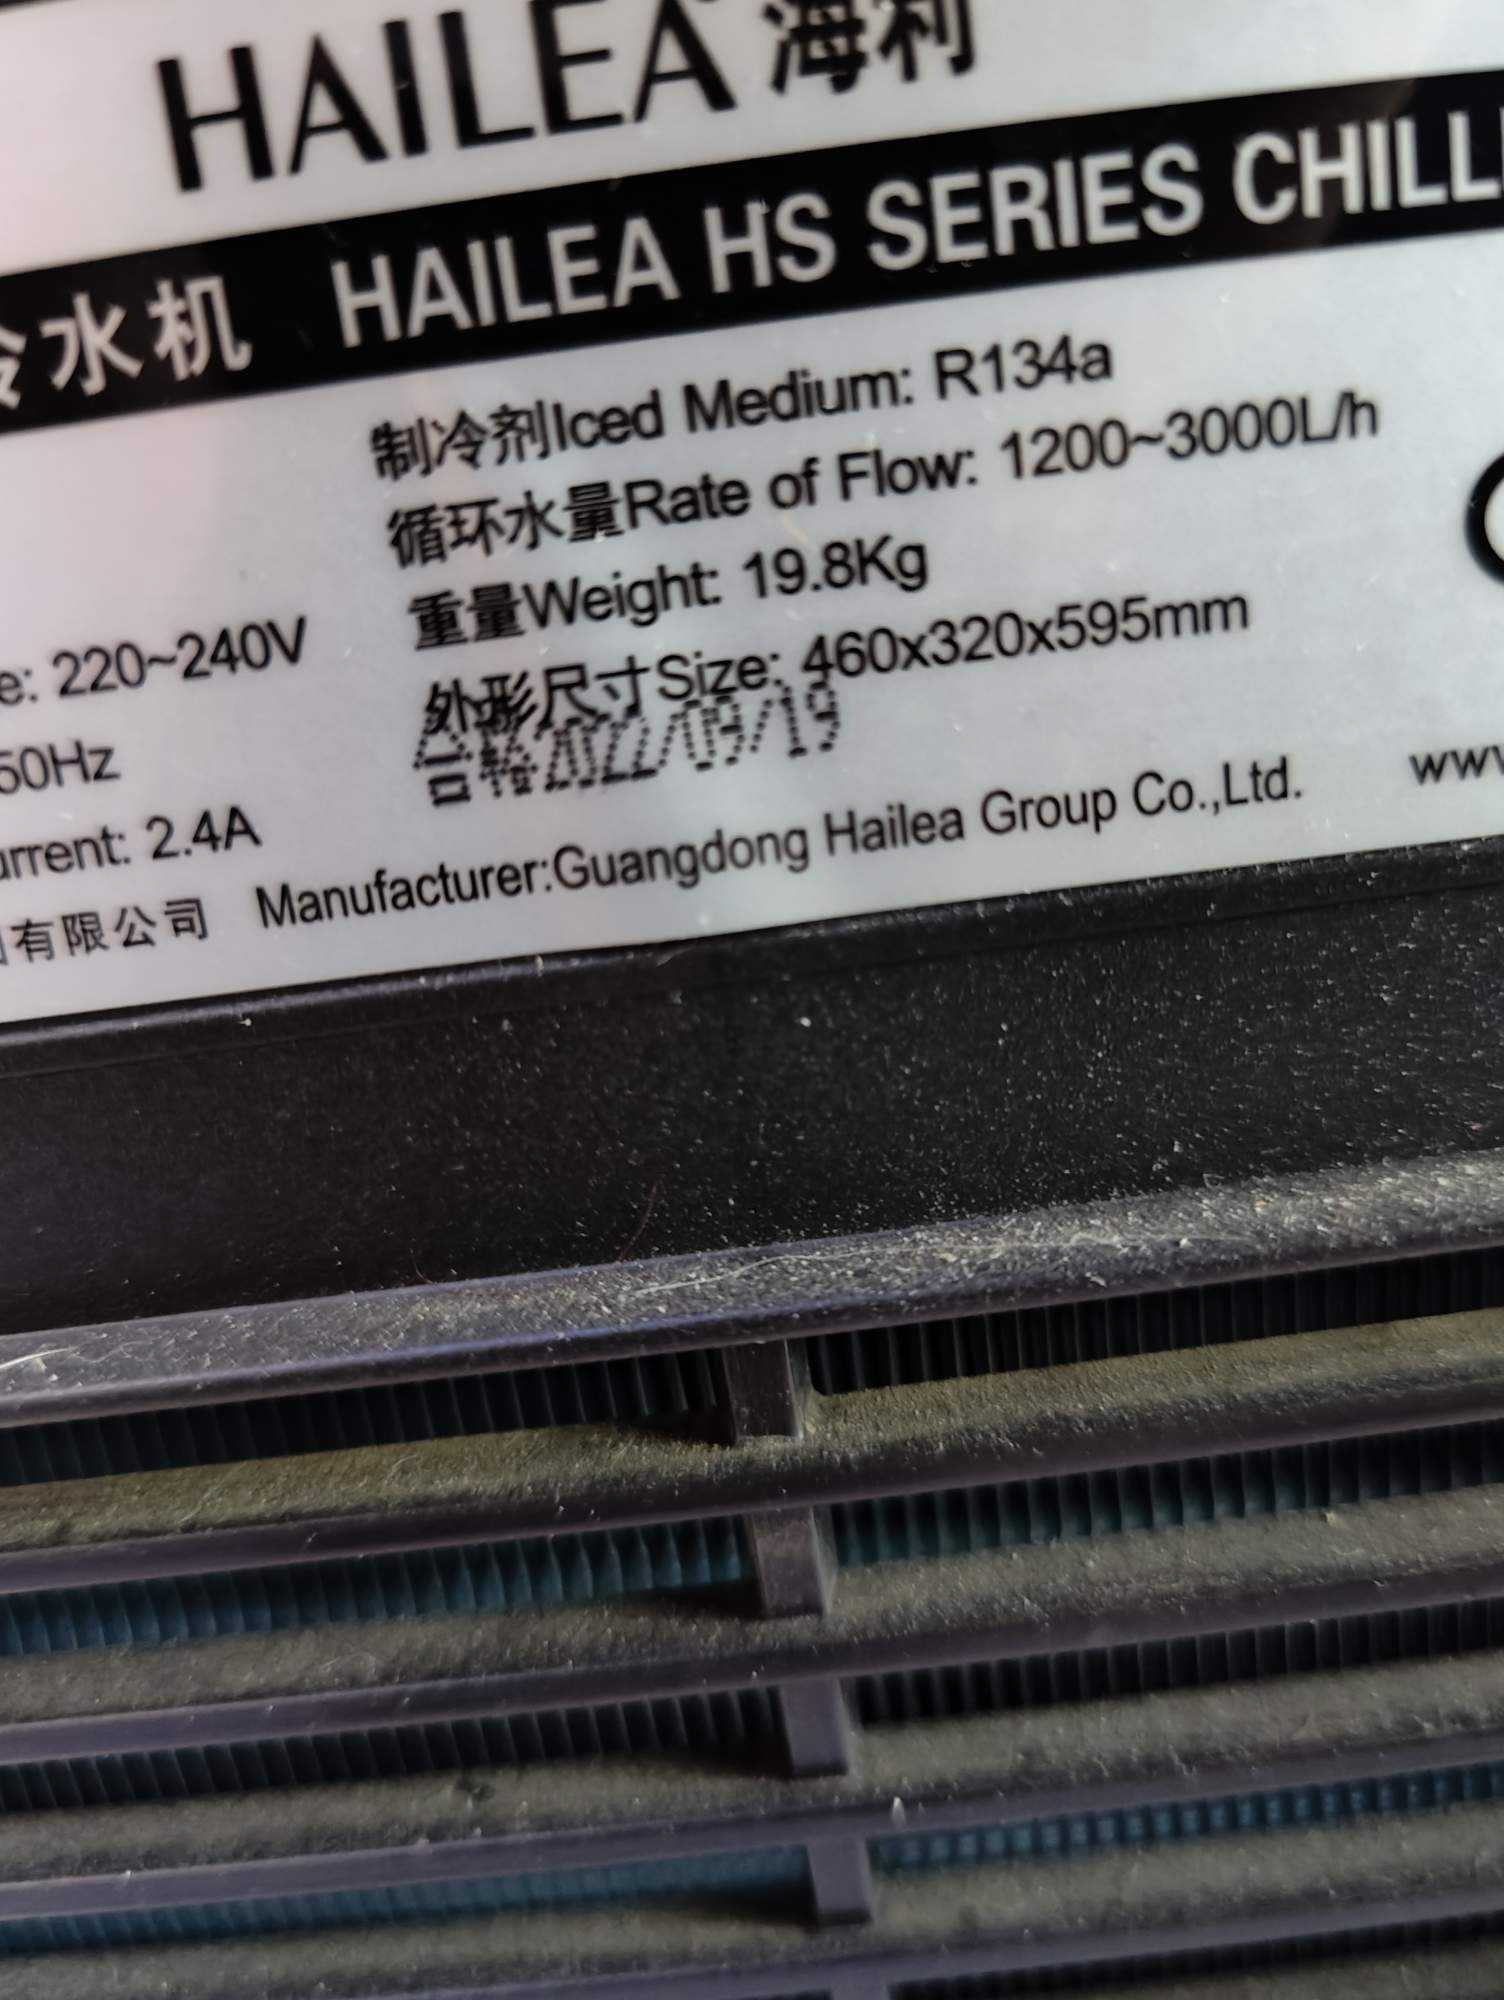 HAILEA 海利
冷水机 HAILEA HS SERIES CHILL
制冷剂Iced Medium: R134a
循环水量Rate of Flow: 1200~3000L/h
重量Weight: 19.8Kg
e: 220~240V
外形尺寸Size: 460x320x595mm
50Hz
合格2022/09/19
urrent: 2.4A
有限公司 Manufacturer:Guangdong Hailea Group Co.,Ltd.
www